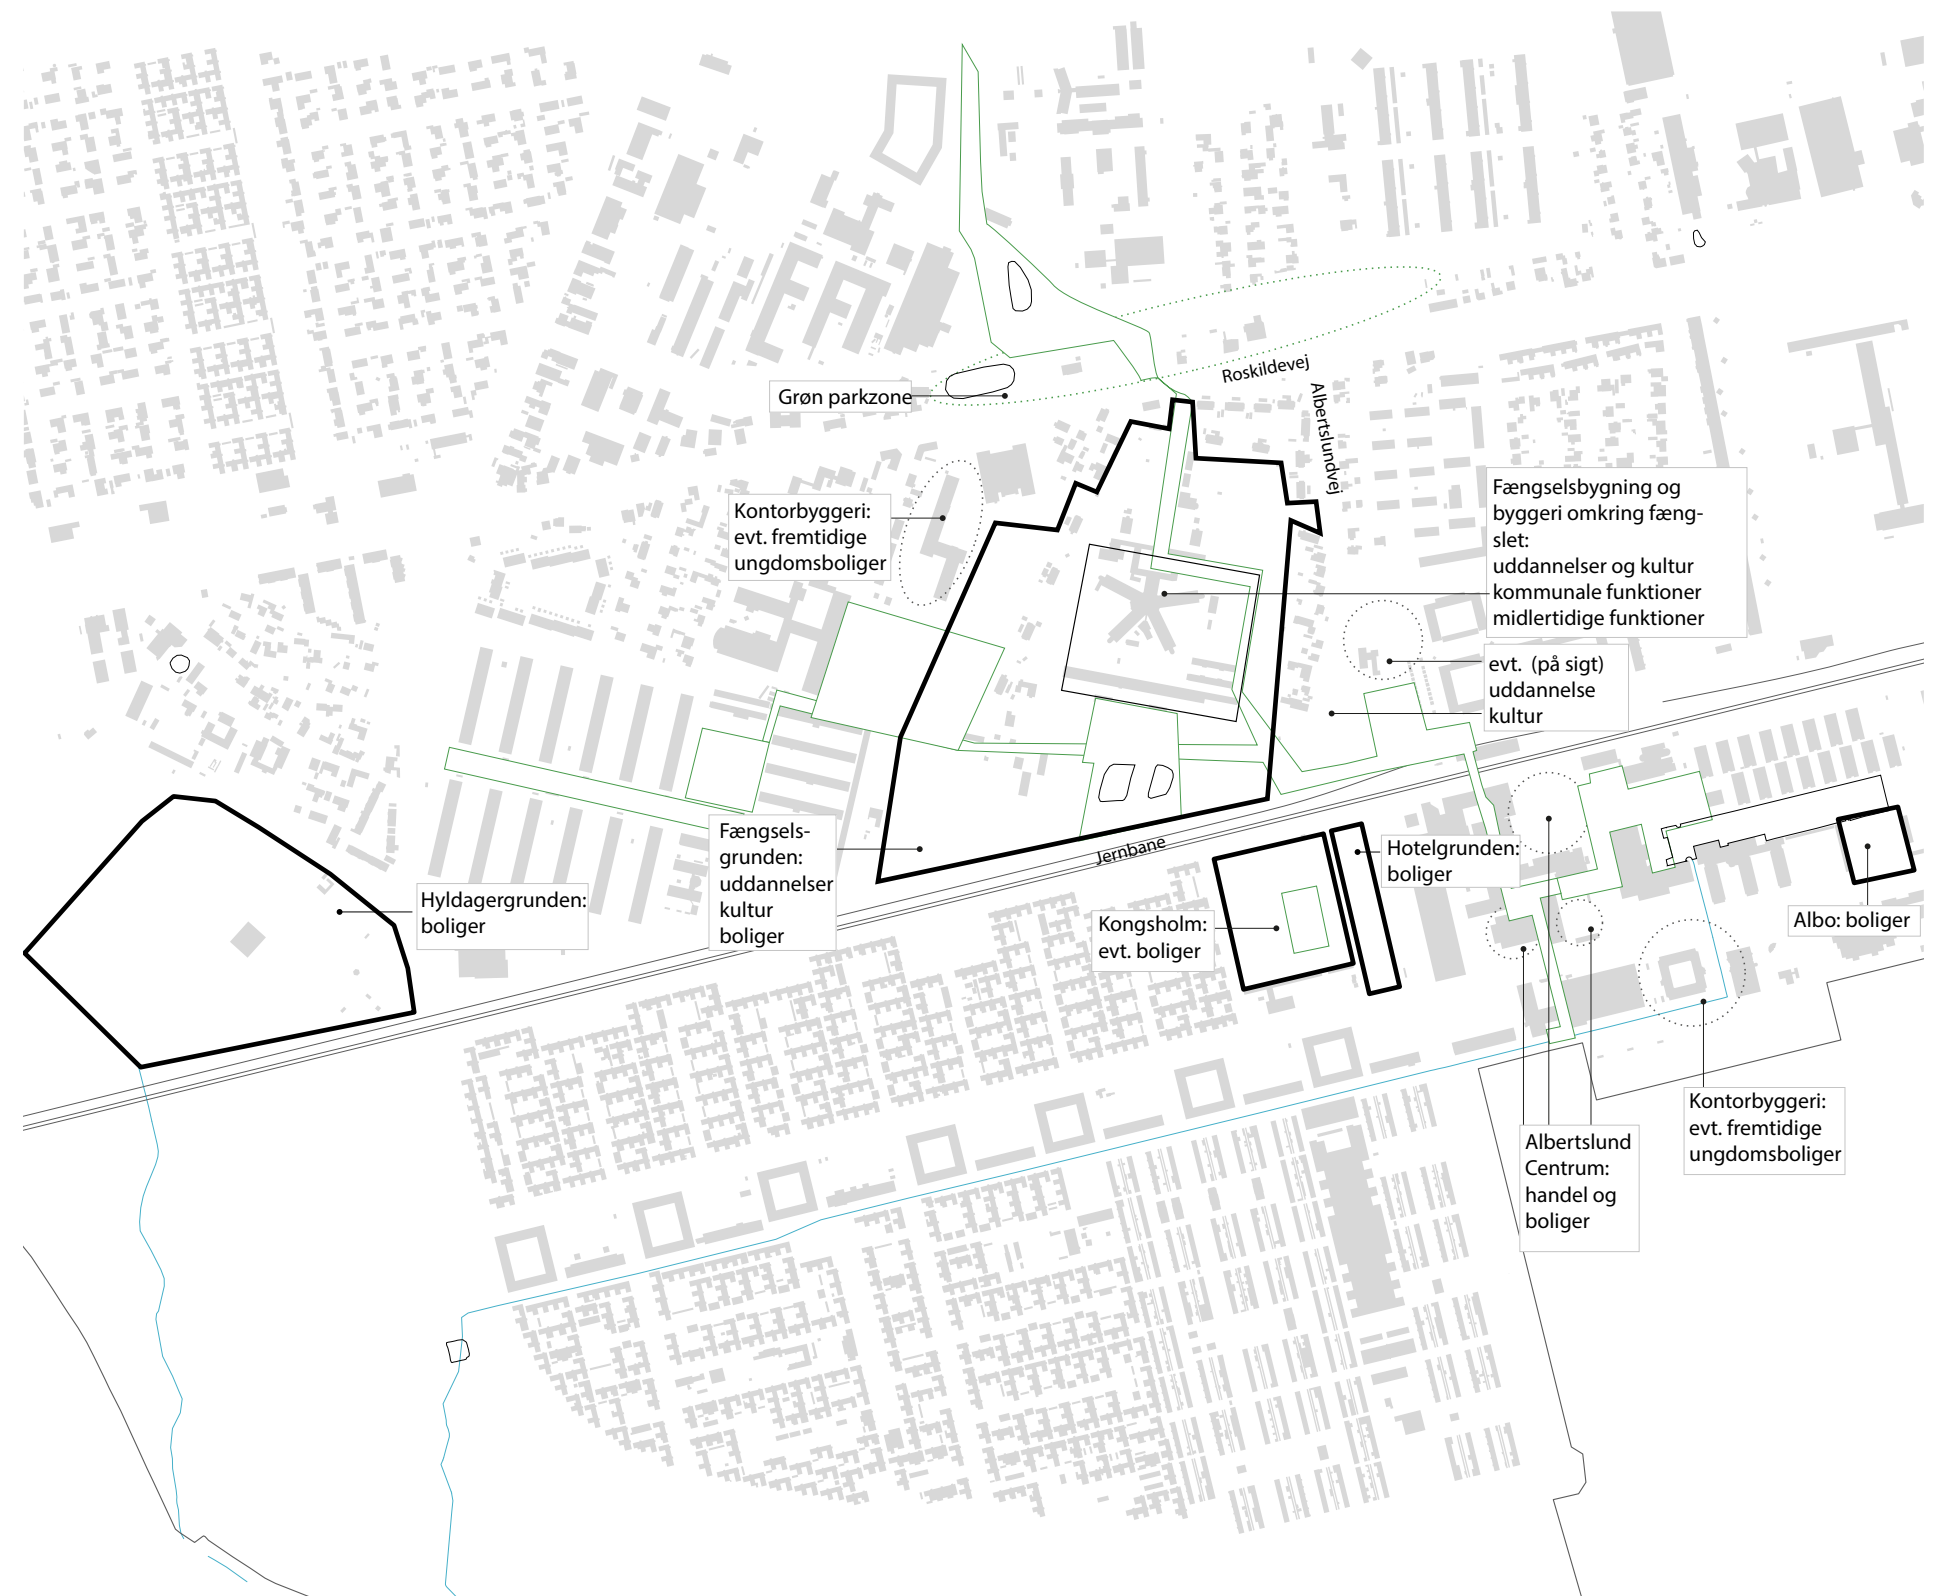 Roskildevej
Albertslundvej
Grøn parkzone
Kontorbyggeri:
evt. fremtidige
ungdomsboliger
Fængselsbygning og
byggeri omkring fæng-
slet:
uddannelser og kultur
kommunale funktioner
midlertidige funktioner
evt. (på sigt)
uddannelse
kultur
Fængsels-
grunden:
uddannelser
kultur
boliger
Jernbane
Hotelgrunden:
boliger
Hyldagergrunden:
boliger
Kongsholm:
evt. boliger
Albo: boliger
Kontorbyggeri:
evt. fremtidige
ungdomsboliger
Albertslund
Centrum:
handel og
boliger